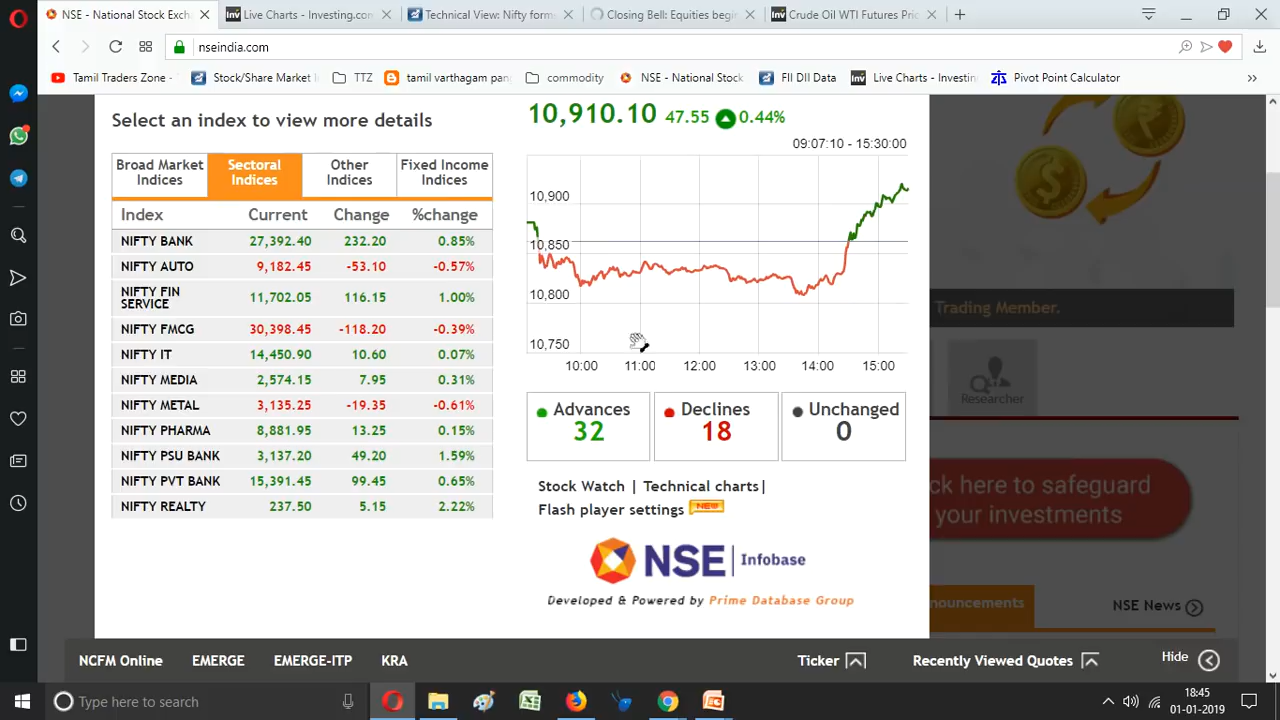 NSE - National Stock Exch
Live Charts - Investing.con
Technical View: Nifty form
Closing Bell: Equities begi
Crude Oil WTI Futures Pric
nseindia.com
Tamil Traders Zone -
Stock/Share Market
TTZ
tamil varthagam pan
commodity
NSE - National Stock
FII DII Data
Live Charts - Investin
Pivot Point Calculator
Select an index to view more details
10,910.10 47.55 0.44%
09:07:10 - 15:30:00
Broad Market Indices
Sectoral Indices
Other Indices
Fixed Income Indices
Index Current Change %change
NIFTY BANK 27,392.40 232.20 0.85%
NIFTY AUTO 9,182.45 -53.10 -0.57%
NIFTY FIN SERVICE 11,702.05 116.15 1.00%
NIFTY FMCG 30,398.45 -118.20 -0.39%
NIFTY IT 14,450.90 10.60 0.07%
NIFTY MEDIA 2,574.15 7.95 0.31%
NIFTY METAL 3,135.25 -19.35 -0.61%
NIFTY PHARMA 8,881.95 13.25 0.15%
NIFTY PSU BANK 3,137.20 49.20 1.59%
NIFTY PVT BANK 15,391.45 99.45 0.65%
NIFTY REALTY 237.50 5.15 2.22%
10,900
10,850
10,800
10,750
10:00 11:00 12:00 13:00 14:00 15:00
Advances
32
Declines
18
Unchanged
0
Stock Watch | Technical charts|
Flash player settings NEW
NSE | Infobase
Developed & Powered by Prime Database Group
Trading Member.
Researcher
ck here to safeguard
your investments
nouncements
NSE News
NCFM Online
EMERGE
EMERGE-ITP
KRA
Ticker
Recently Viewed Quotes
Hide
Type here to search
18:45
01-01-2019